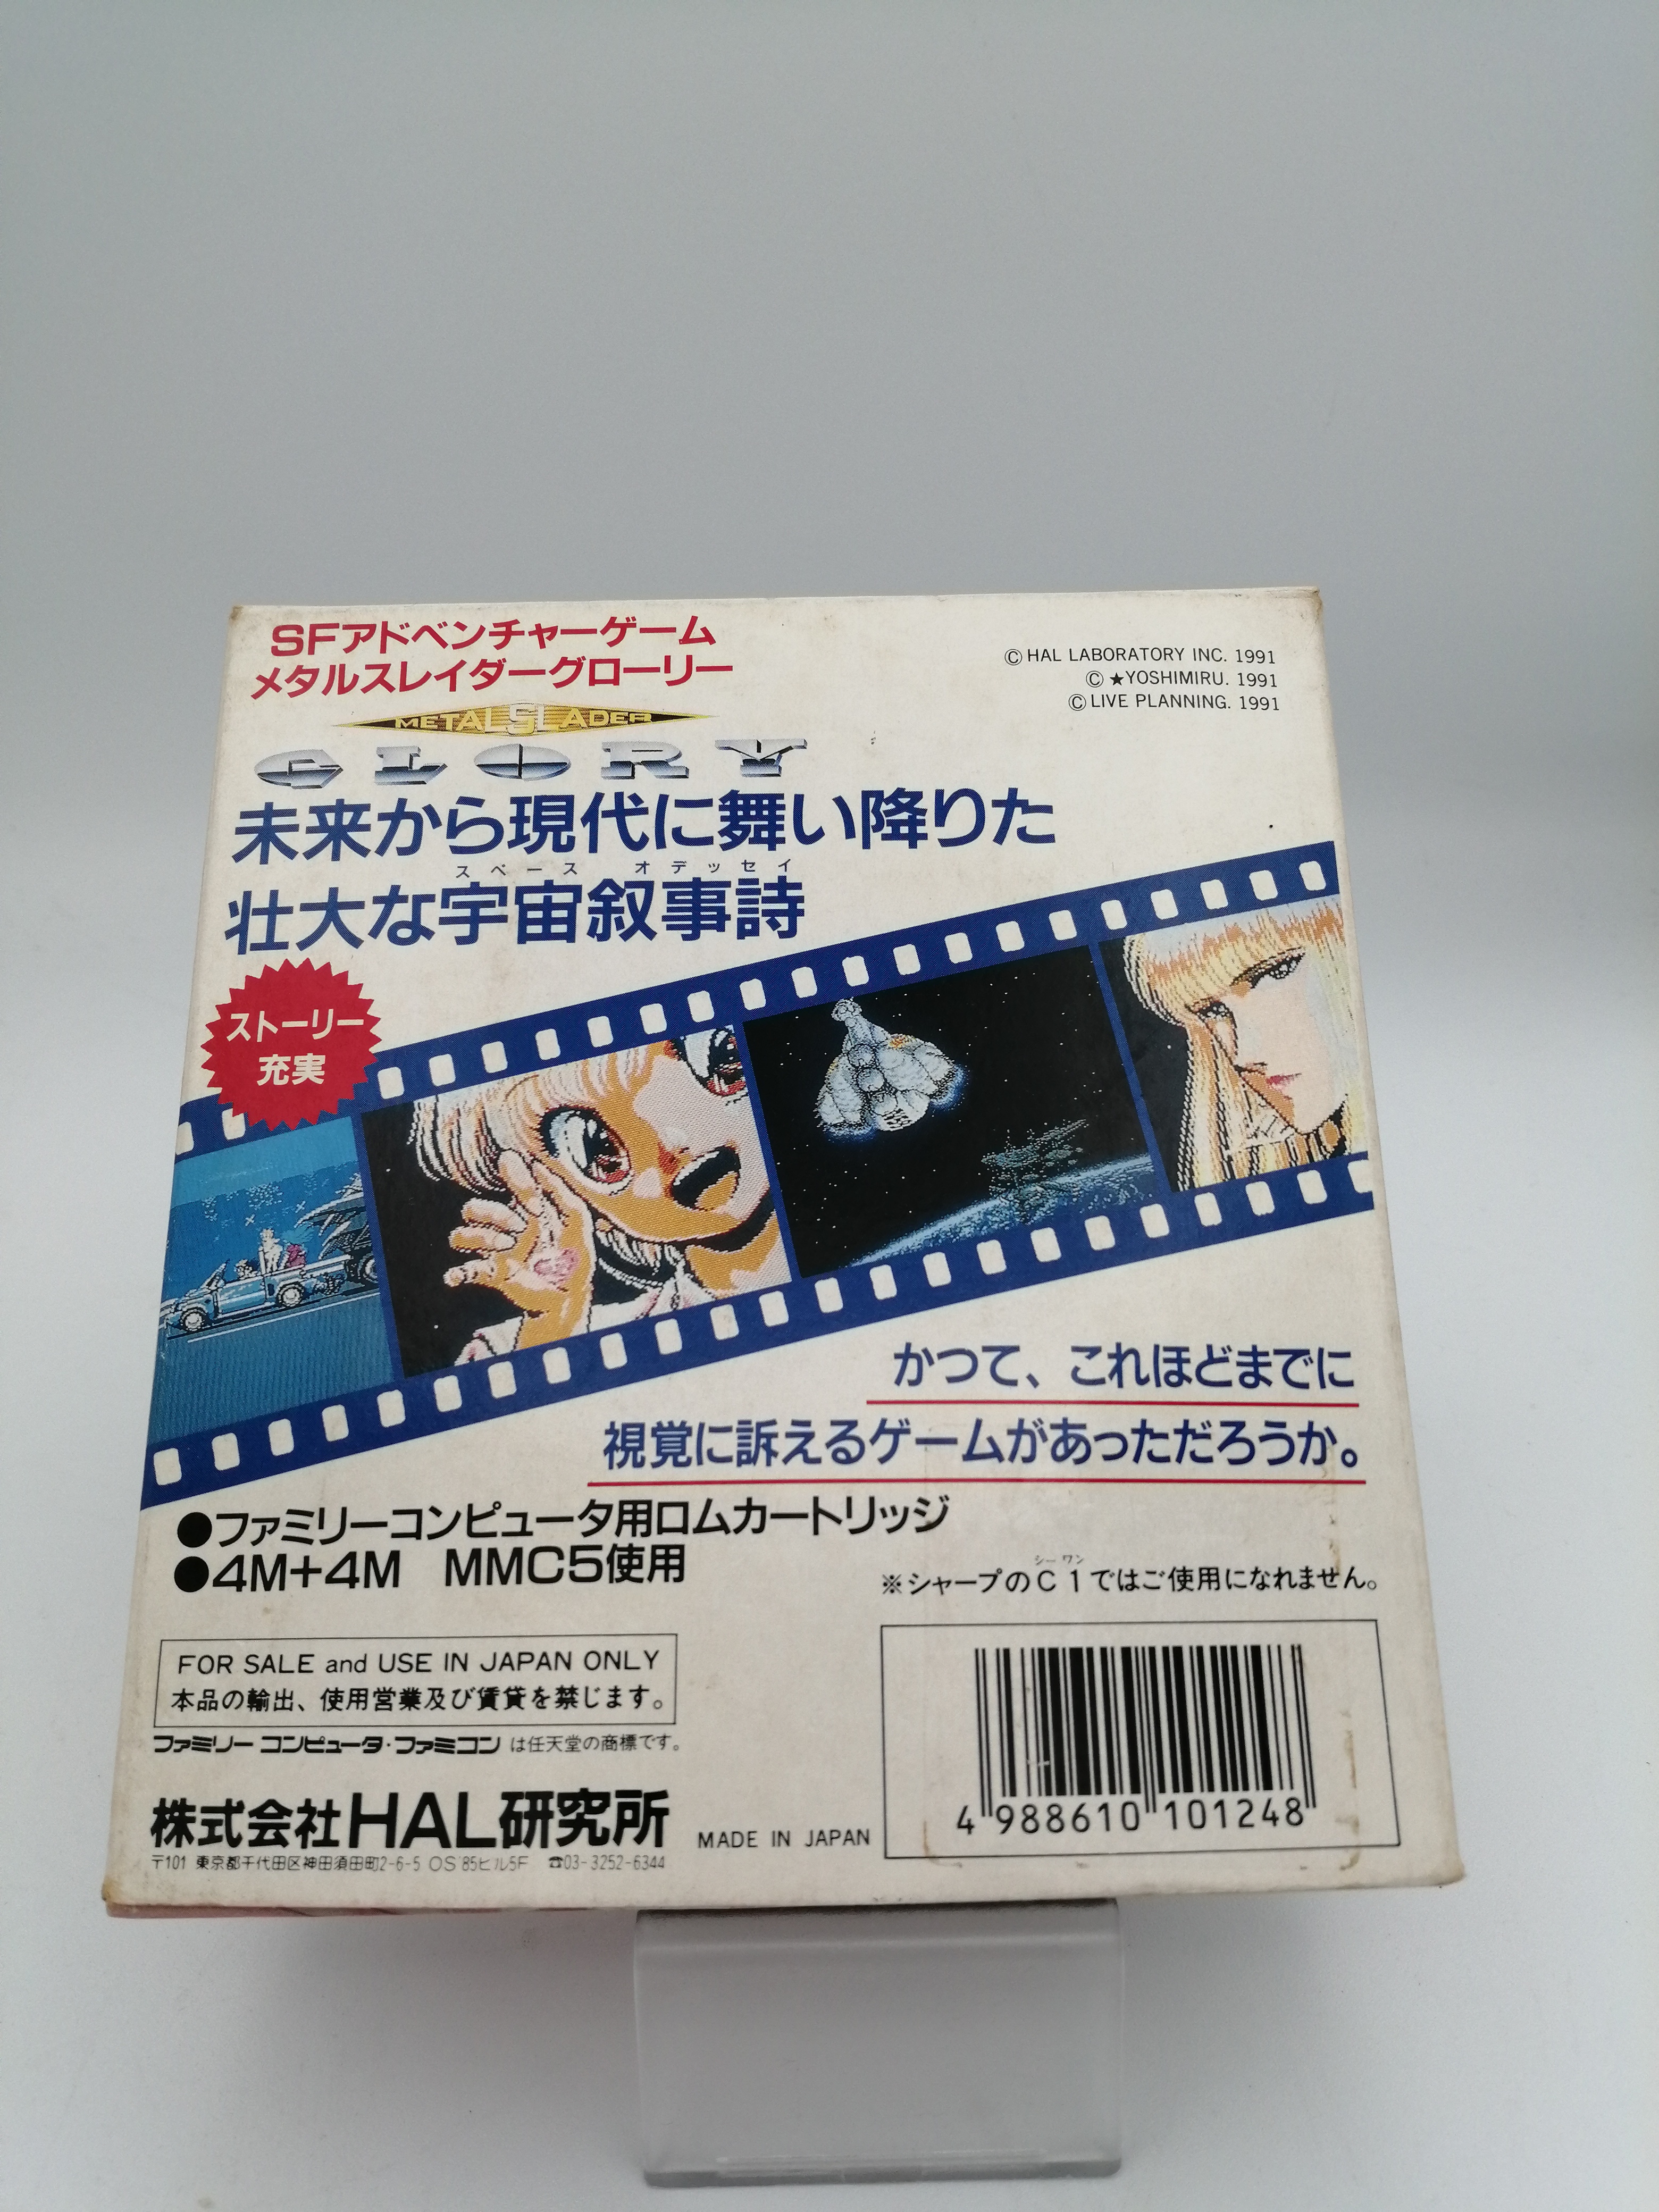 SFアドベンチャーゲーム
メタルスレイダーグローリー
METAL SLADER
GLORY
© HAL LABORATORY INC. 1991
© ★YOSHIMIRU. 1991
© LIVE PLANNING. 1991
未来から現代に舞い降りた
スペース オデッセイ
壮大な宇宙叙事詩
ストーリー
充実
かつて、これほどまでに
視覚に訴えるゲームがあっただろうか。
●ファミリーコンピュータ用ロムカートリッジ
●4M+4M MMC5使用
シーワン
※シャープのC1ではご使用になれません。
FOR SALE and USE IN JAPAN ONLY
本品の輸出、使用営業及び賃貸を禁じます。
ファミリーコンピュータ・ファミコン は任天堂の商標です。
株式会社HAL研究所
〒101 東京都千代田区神田須田町2-6-5 OS'85ビル5F ☎03-3252-6344
MADE IN JAPAN
4 988610 101248